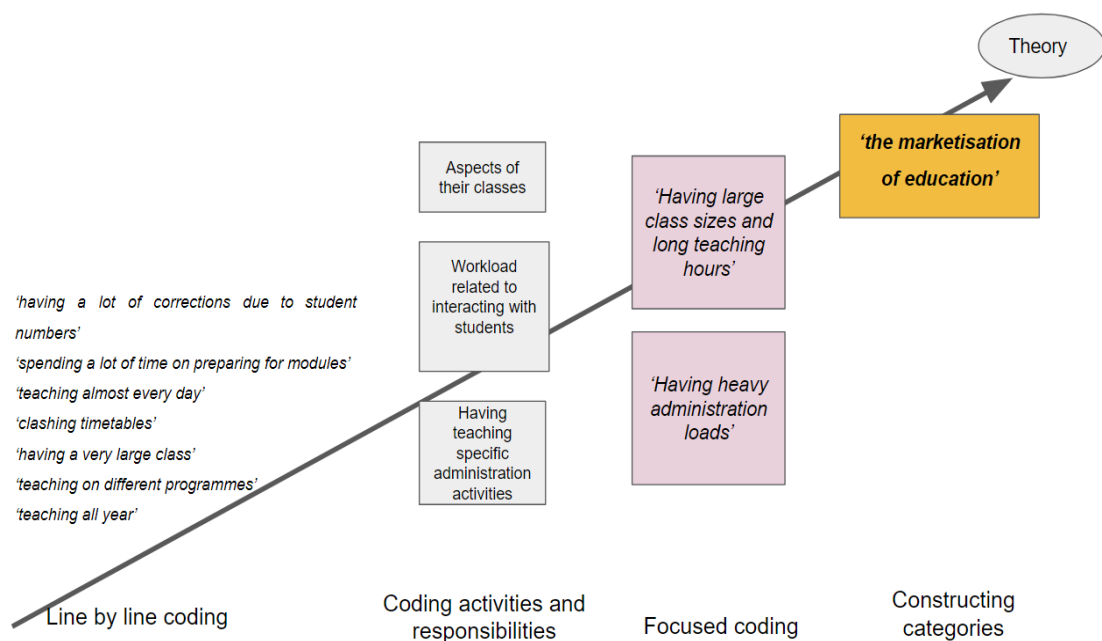 Theory
‘the marketisation
of education’
Aspects of
their classes
‘Having large
class sizes and
long teaching
hours’
Workload
related to
interacting with
students
‘having a lot of corrections due to student
numbers’
‘spending a lot of time on preparing for modules’
‘teaching almost every day’
‘clashing timetables’
‘having a very large class’
‘teaching on different programmes’
‘teaching all year’
Having
teaching
specific
administration
activities
‘Having heavy
administration
loads’
Line by line coding
Coding activities and
responsibilities
Focused coding
Constructing
categories